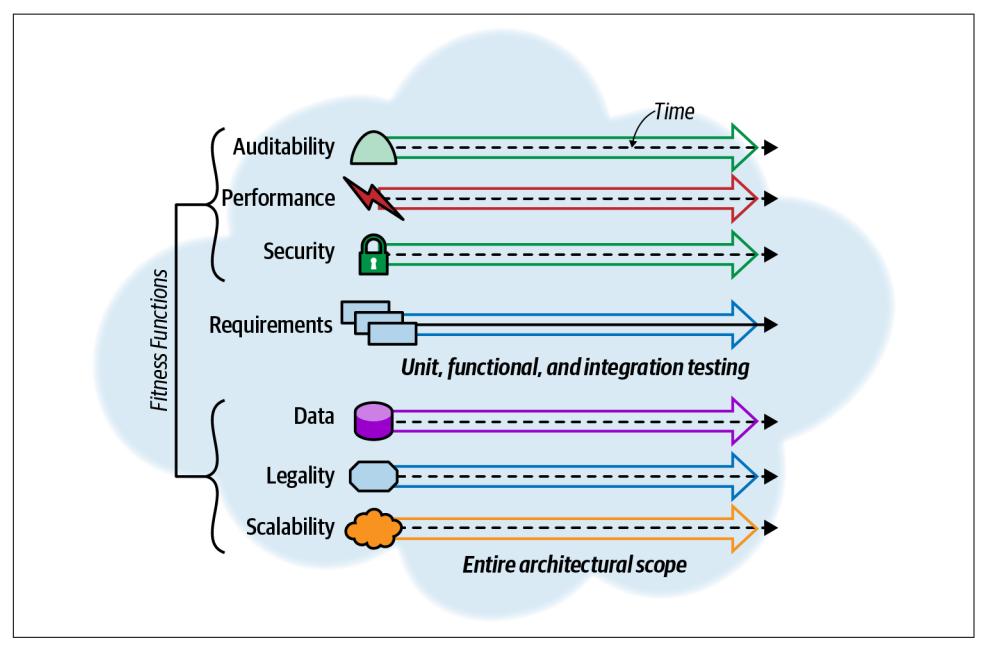 Time
Auditability
Performance
Security
Requirements
Unit, functional, and integration testing
Fitness Functions
Data
Legality
Scalability
Entire architectural scope